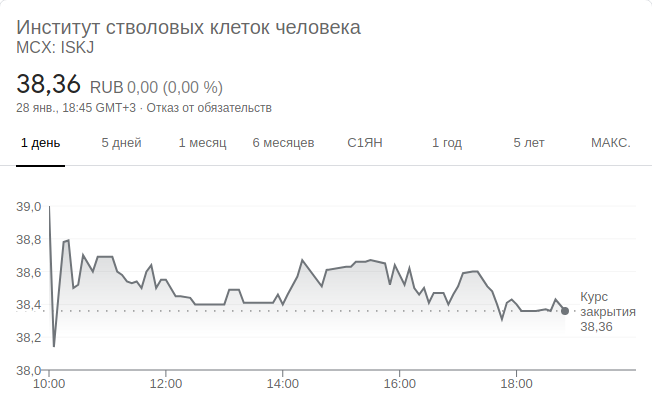 Институт стволовых клеток человека
MCX: ISKJ
38,36 RUB 0,00 (0,00 %)
28 янв., 18:45 GMT+3 · Отказ от обязательств
1 день 5 дней 1 месяц 6 месяцев С1ЯН 1 год 5 лет МАКС.
39,0
38,8
38,6
38,4
38,2
38,0
Курс
закрытия
38,36
10:00 12:00 14:00 16:00 18:00